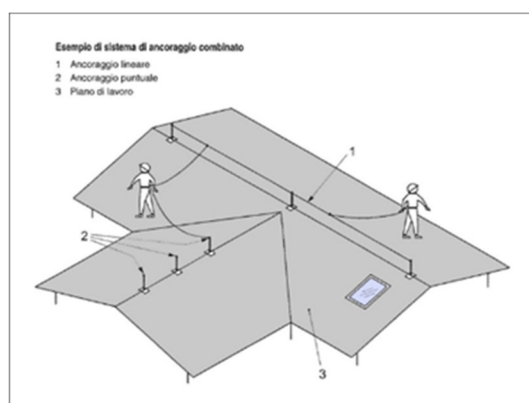 Esempio di sistema di ancoraggio combinato
1 Ancoraggio lineare
2 Ancoraggio puntuale
3 Piano di lavoro
1
2
3